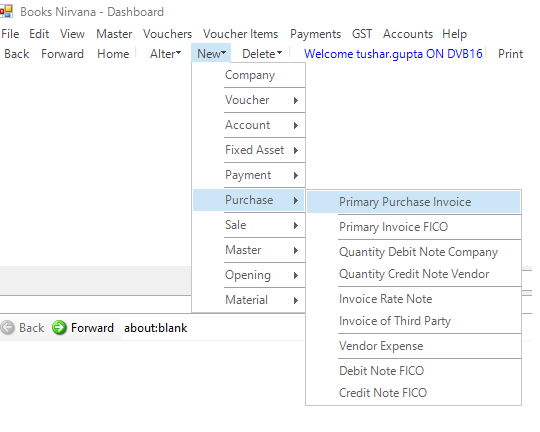 Books Nirvana - Dashboard
File Edit View Master Vouchers Voucher Items Payments GST Accounts Help
Back Forward Home Alter New Delete Welcome tushar.gupta ON DVB16 Print
Company
Voucher
Account
Fixed Asset
Payment
Purchase
Sale
Master
Opening
Material
Primary Purchase Invoice
Primary Invoice FICO
Quantity Debit Note Company
Quantity Credit Note Vendor
Invoice Rate Note
Invoice of Third Party
Vendor Expense
Debit Note FICO
Credit Note FICO
Back Forward about:blank